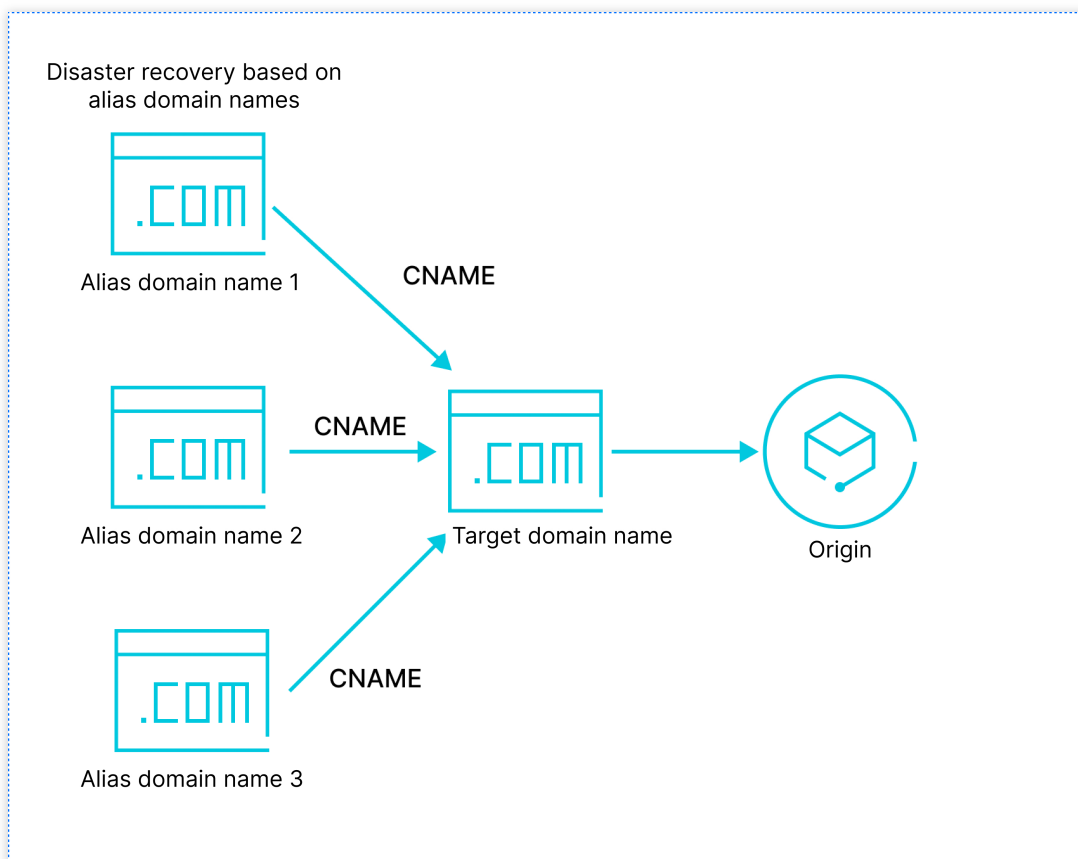 Disaster recovery based on
alias domain names
.com
Alias domain name 1
CNAME
.com
Alias domain name 2
CNAME
.com
Target domain name
Origin
.com
Alias domain name 3
CNAME